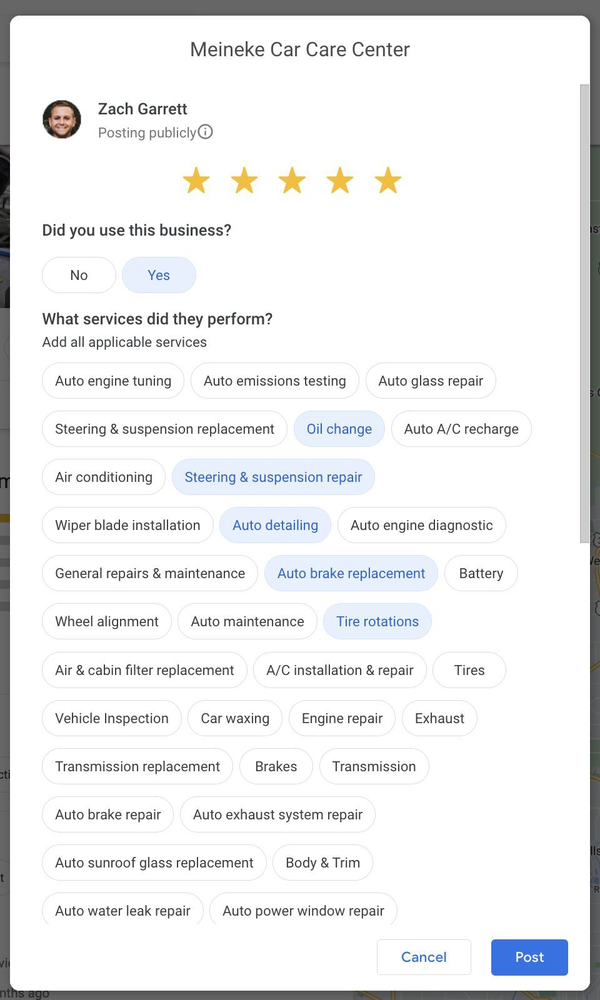 Meineke Car Care Center
Zach Garrett
Posting publicly
Did you use this business?
No Yes
What services did they perform?
Add all applicable services
Auto engine tuning Auto emissions testing Auto glass repair
Steering & suspension replacement Oil change Auto A/C recharge
Air conditioning Steering & suspension repair
Wiper blade installation Auto detailing Auto engine diagnostic
General repairs & maintenance Auto brake replacement Battery
Wheel alignment Auto maintenance Tire rotations
Air & cabin filter replacement A/C installation & repair Tires
Vehicle Inspection Car waxing Engine repair Exhaust
Transmission replacement Brakes Transmission
Auto brake repair Auto exhaust system repair
Auto sunroof glass replacement Body & Trim
Auto water leak repair Auto power window repair
Cancel Post
nths ago